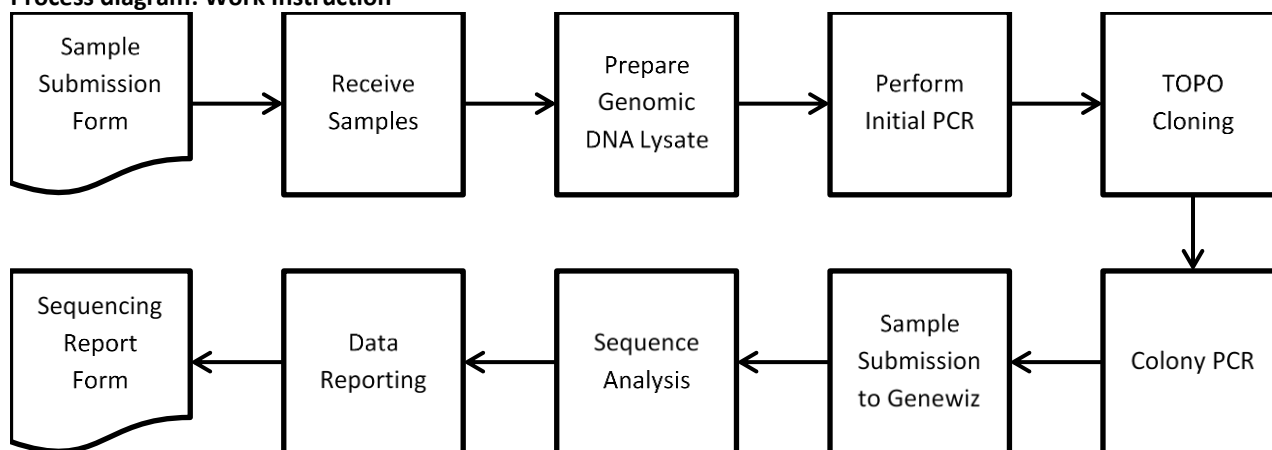 Process diagram: Work Instruction
Sample
Submission
Form
Receive
Samples
Prepare
Genomic
DNA Lysate
Perform
Initial PCR
TOPO
Cloning
Colony PCR
Sample
Submission
to Genewiz
Sequence
Analysis
Data
Reporting
Sequencing
Report
Form